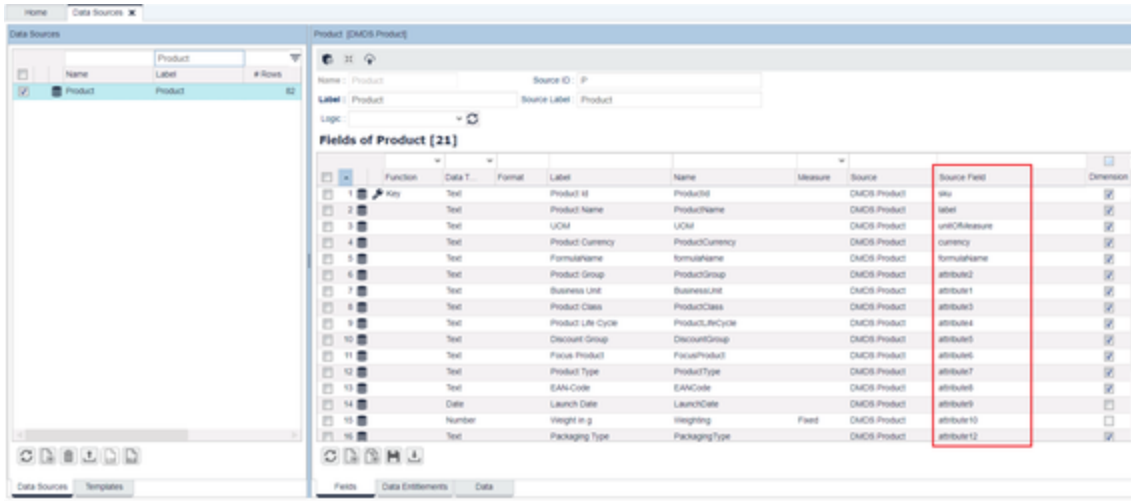 Home Data Sources
Data Sources
Product
Name Label # Rows
Product Product 82
Product [DMDS.Product]
Name : Product Source ID : P
Label : Product Source Label : Product
Logic :
Fields of Product [21]
Function Data T... Format Label Name Measure Source Source Field Dimension
1 Key Text Product Id ProductId DMDS.Product sku
2 Text Product Name ProductName DMDS.Product label
3 Text UOM UOM DMDS.Product unitOfMeasure
4 Text Product Currency ProductCurrency DMDS.Product currency
5 Text FormulaName formulaName DMDS.Product formulaName
6 Text Product Group ProductGroup DMDS.Product attribute2
7 Text Business Unit BusinessUnit DMDS.Product attribute1
8 Text Product Class ProductClass DMDS.Product attribute3
9 Text Product Life Cycle ProductLifeCycle DMDS.Product attribute4
10 Text Discount Group DiscountGroup DMDS.Product attribute5
11 Text Focus Product FocusProduct DMDS.Product attribute6
12 Text Product Type ProductType DMDS.Product attribute7
13 Text EAN-Code EANCode DMDS.Product attribute8
14 Date Launch Date LaunchDate DMDS.Product attribute9
15 Number Weight in g Weighting Fixed DMDS.Product attribute10
16 Text Packaging Type PackagingType DMDS.Product attribute12
Data Sources Templates
Fields Data Entitlements Data